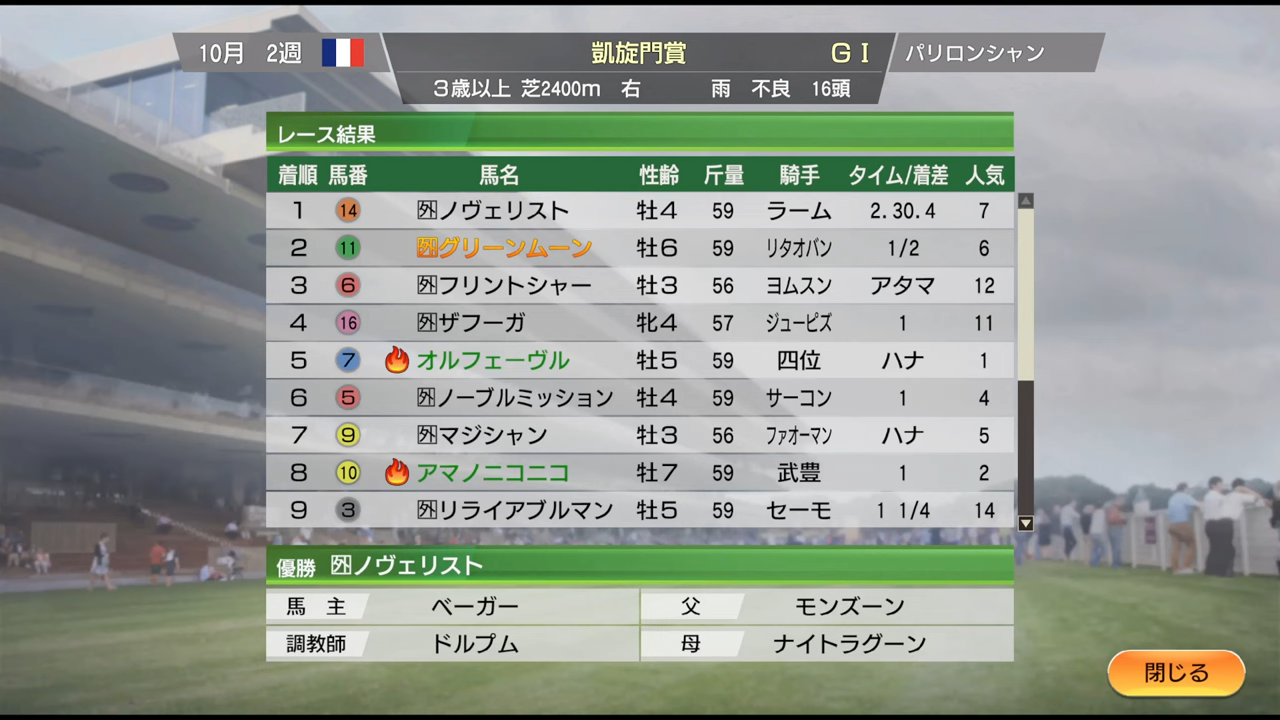 10月 2週 凱旋門賞 GⅠ パリロンシャン
3歳以上 芝2400m 右 雨 不良 16頭
レース結果
着順 馬番 馬名 性齢 斤量 騎手 タイム/着差 人気
1 14 外ノヴェリスト 牡4 59 ラーム 2.30.4 7
2 11 外グリーンムーン 牡6 59 リタオバン 1/2 6
3 6 外フリントシャー 牡3 56 ヨムスン アタマ 12
4 16 外ザフーガ 牝4 57 ジューピズ 1 11
5 7 オルフェーヴル 牡5 59 四位 ハナ 1
6 5 外ノーブルミッション 牡4 59 サーコン 1 4
7 9 外マジシャン 牡3 56 ファオーマン ハナ 5
8 10 アマノニコニコ 牡7 59 武豊 1 2
9 3 外リライアブルマン 牡5 59 セーモ 1 1/4 14
優勝 外ノヴェリスト
馬主 ベーガー 父 モンズーン
調教師 ドルプム 母 ナイトラグーン
閉じる